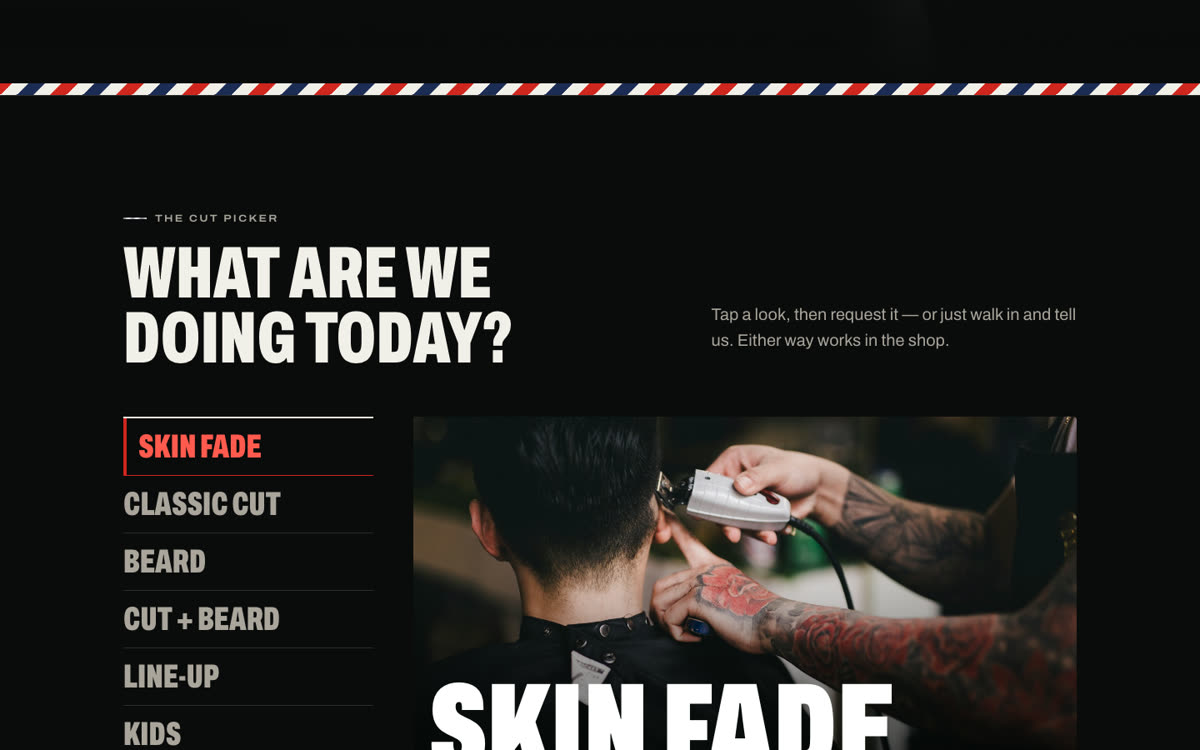 THE CUT PICKER
WHAT ARE WE
DOING TODAY?
Tap a look, then request it — or just walk in and tell
us. Either way works in the shop.
SKIN FADE
CLASSIC CUT
BEARD
CUT + BEARD
LINE-UP
KIDS
SKIN FADE